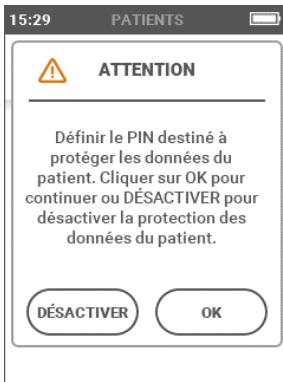 15:29 PATIENTS
ATTENTION
Définir le PIN destiné à
protéger les données du
patient. Cliquer sur OK pour
continuer ou DÉSACTIVER pour
désactiver la protection des
données du patient.
DÉSACTIVER OK